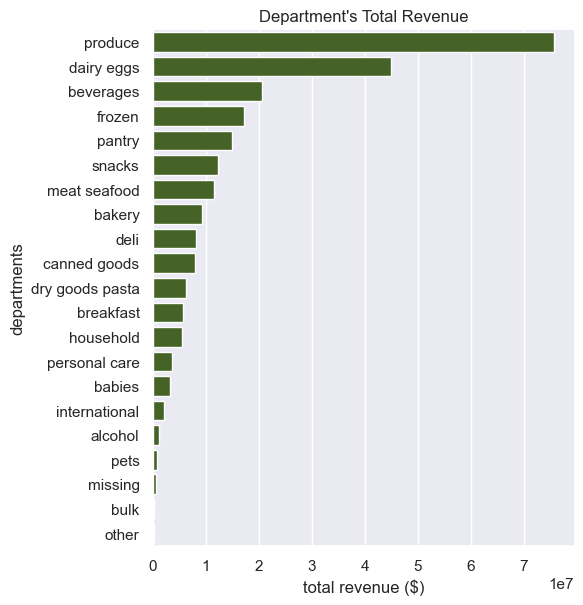 Department's Total Revenue
produce
dairy eggs
beverages
frozen
pantry
snacks
meat seafood
bakery
deli
canned goods
dry goods pasta
breakfast
household
personal care
babies
international
alcohol
pets
missing
bulk
other
departments
0 1 2 3 4 5 6 7
1e7
total revenue ($)